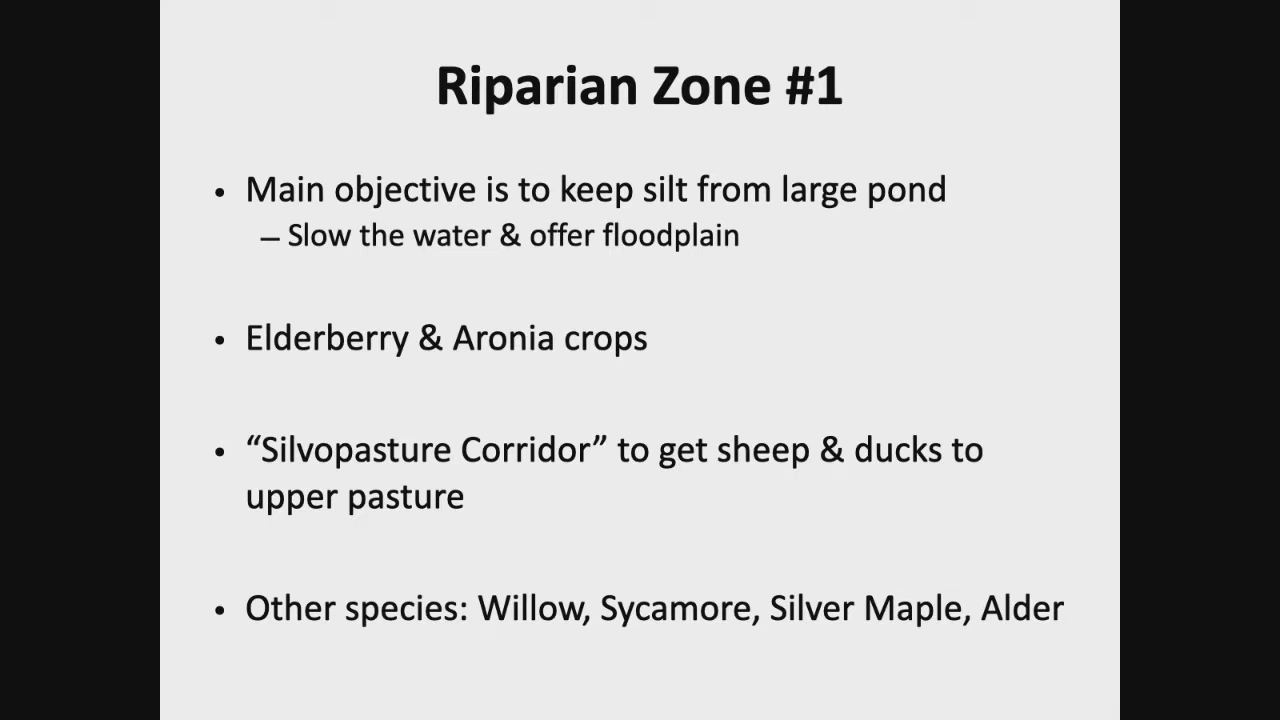 Riparian Zone #1
• Main objective is to keep silt from large pond
– Slow the water & offer floodplain
• Elderberry & Aronia crops
• “Silvopasture Corridor” to get sheep & ducks to
upper pasture
• Other species: Willow, Sycamore, Silver Maple, Alder